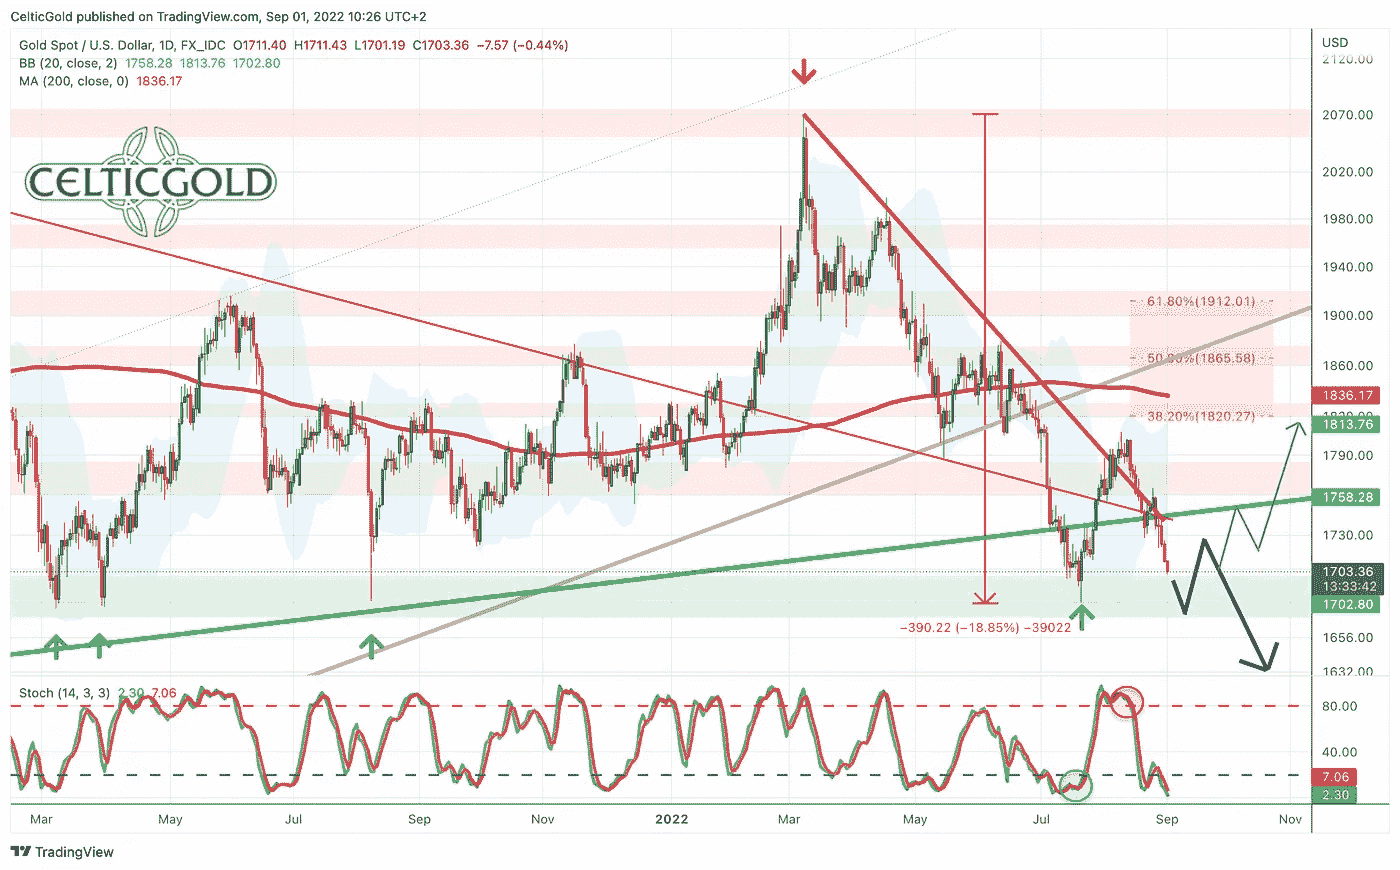 CelticGold published on TradingView.com, Sep 01, 2022 10:26 UTC+2
Gold Spot / U.S. Dollar, 1D, FX_IDC O1711.40 H1711.43 L1701.19 C1703.36 −7.57 (−0.44%)
BB (20, close, 2) 1758.28 1813.76 1702.80
MA (200, close, 0) 1836.17
CELTICGOLD
USD
2120.00
2070.00
2020.00
1980.00
1940.00
61.80%(1912.01)
1900.00
50.00%(1865.58)
1860.00
1836.17
38.20%(1820.27)
1820.00
1813.76
1790.00
1758.28
1730.00
1703.36
13:33:42
1702.80
−390.22 (−18.85%) −39022
1656.00
1632.00
Stoch (14, 3, 3) 2.30 7.06
80.00
40.00
7.06
2.30
Mar May Jul Sep Nov 2022 Mar May Jul Sep Nov
TradingView